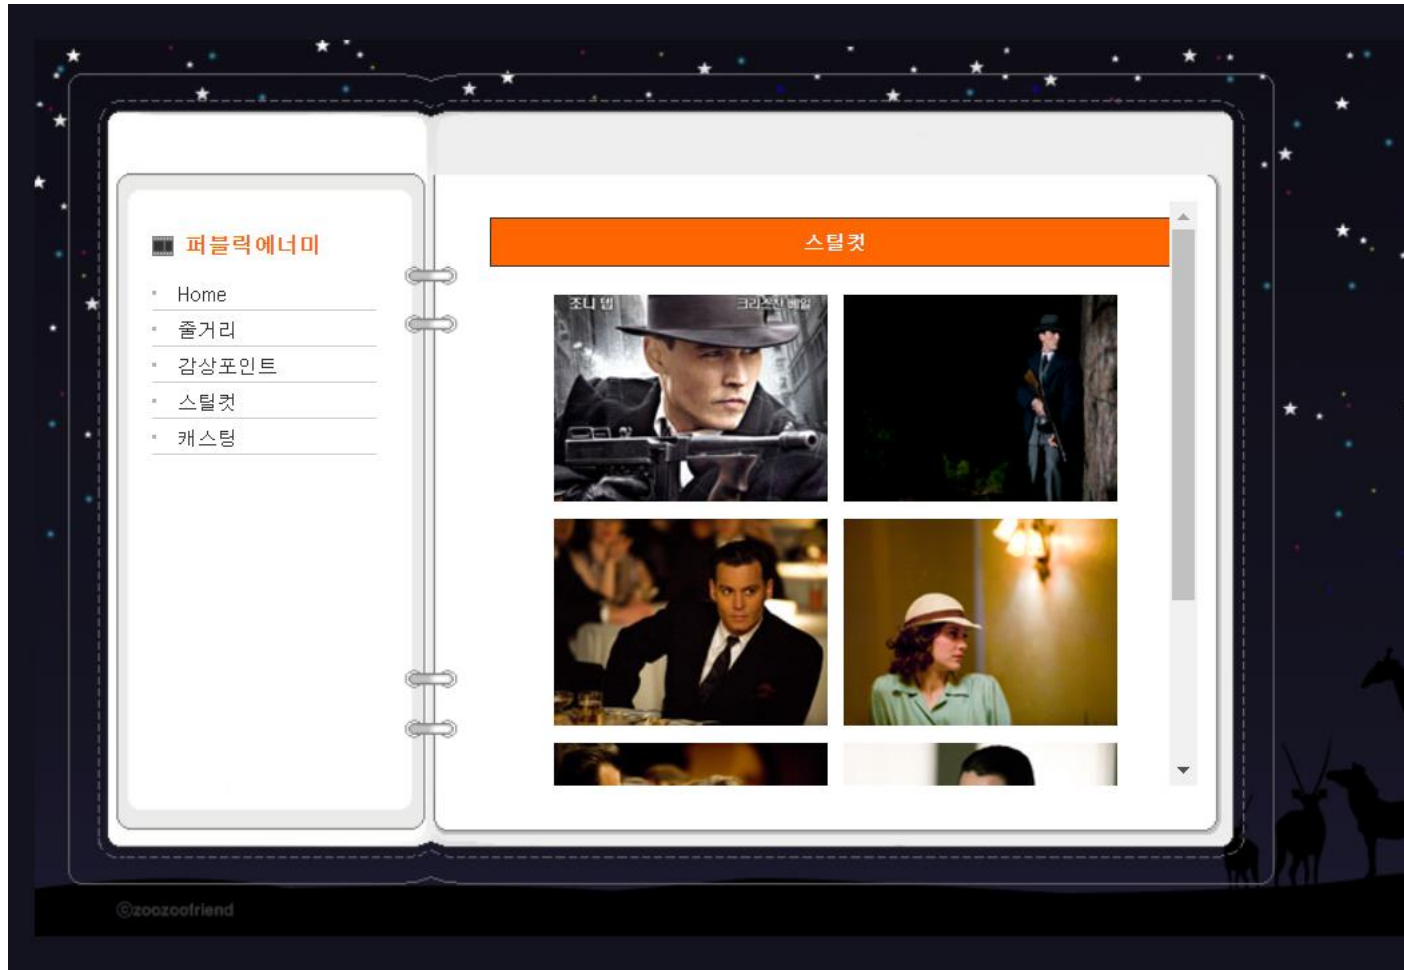 퍼블릭에너미
Home
줄거리
감상포인트
스틸컷
캐스팅
스틸컷
조니 뎁
크리스찬 베일
©zoozoofriend